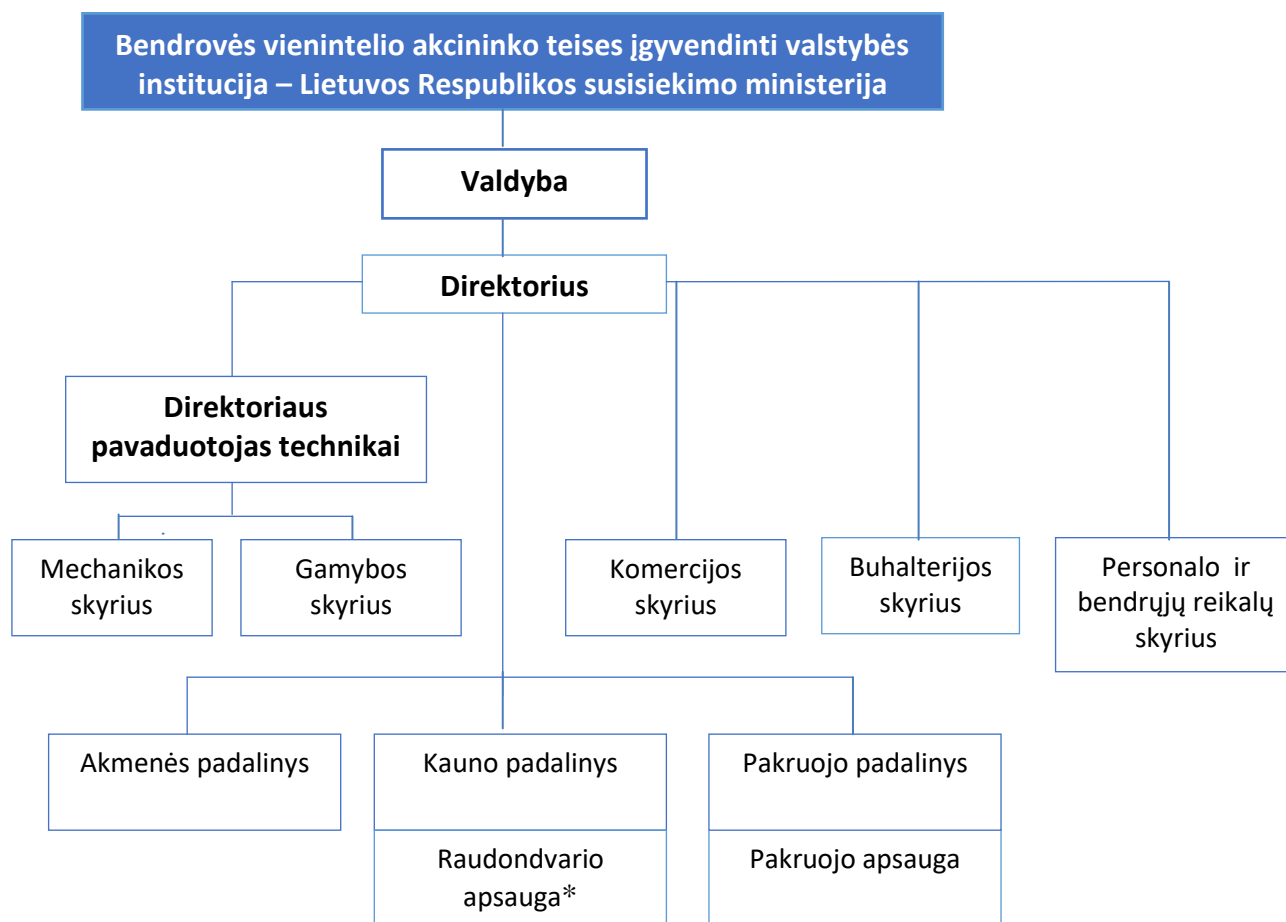 Bendrovės vienintelio akcininko teises įgyvendinti valstybės
institucija – Lietuvos Respublikos susisiekimo ministerija
Valdyba
Direktorius
Direktoriaus
pavaduotojas technikai
Mechanikos
skyrius
Gamybos
skyrius
Komercijos
skyrius
Buhalterijos
skyrius
Personalo ir
bendrųjų reikalų
skyrius
Akmenės padalinys
Kauno padalinys
Pakruojo padalinys
Raudondvario
apsauga*
Pakruojo apsauga